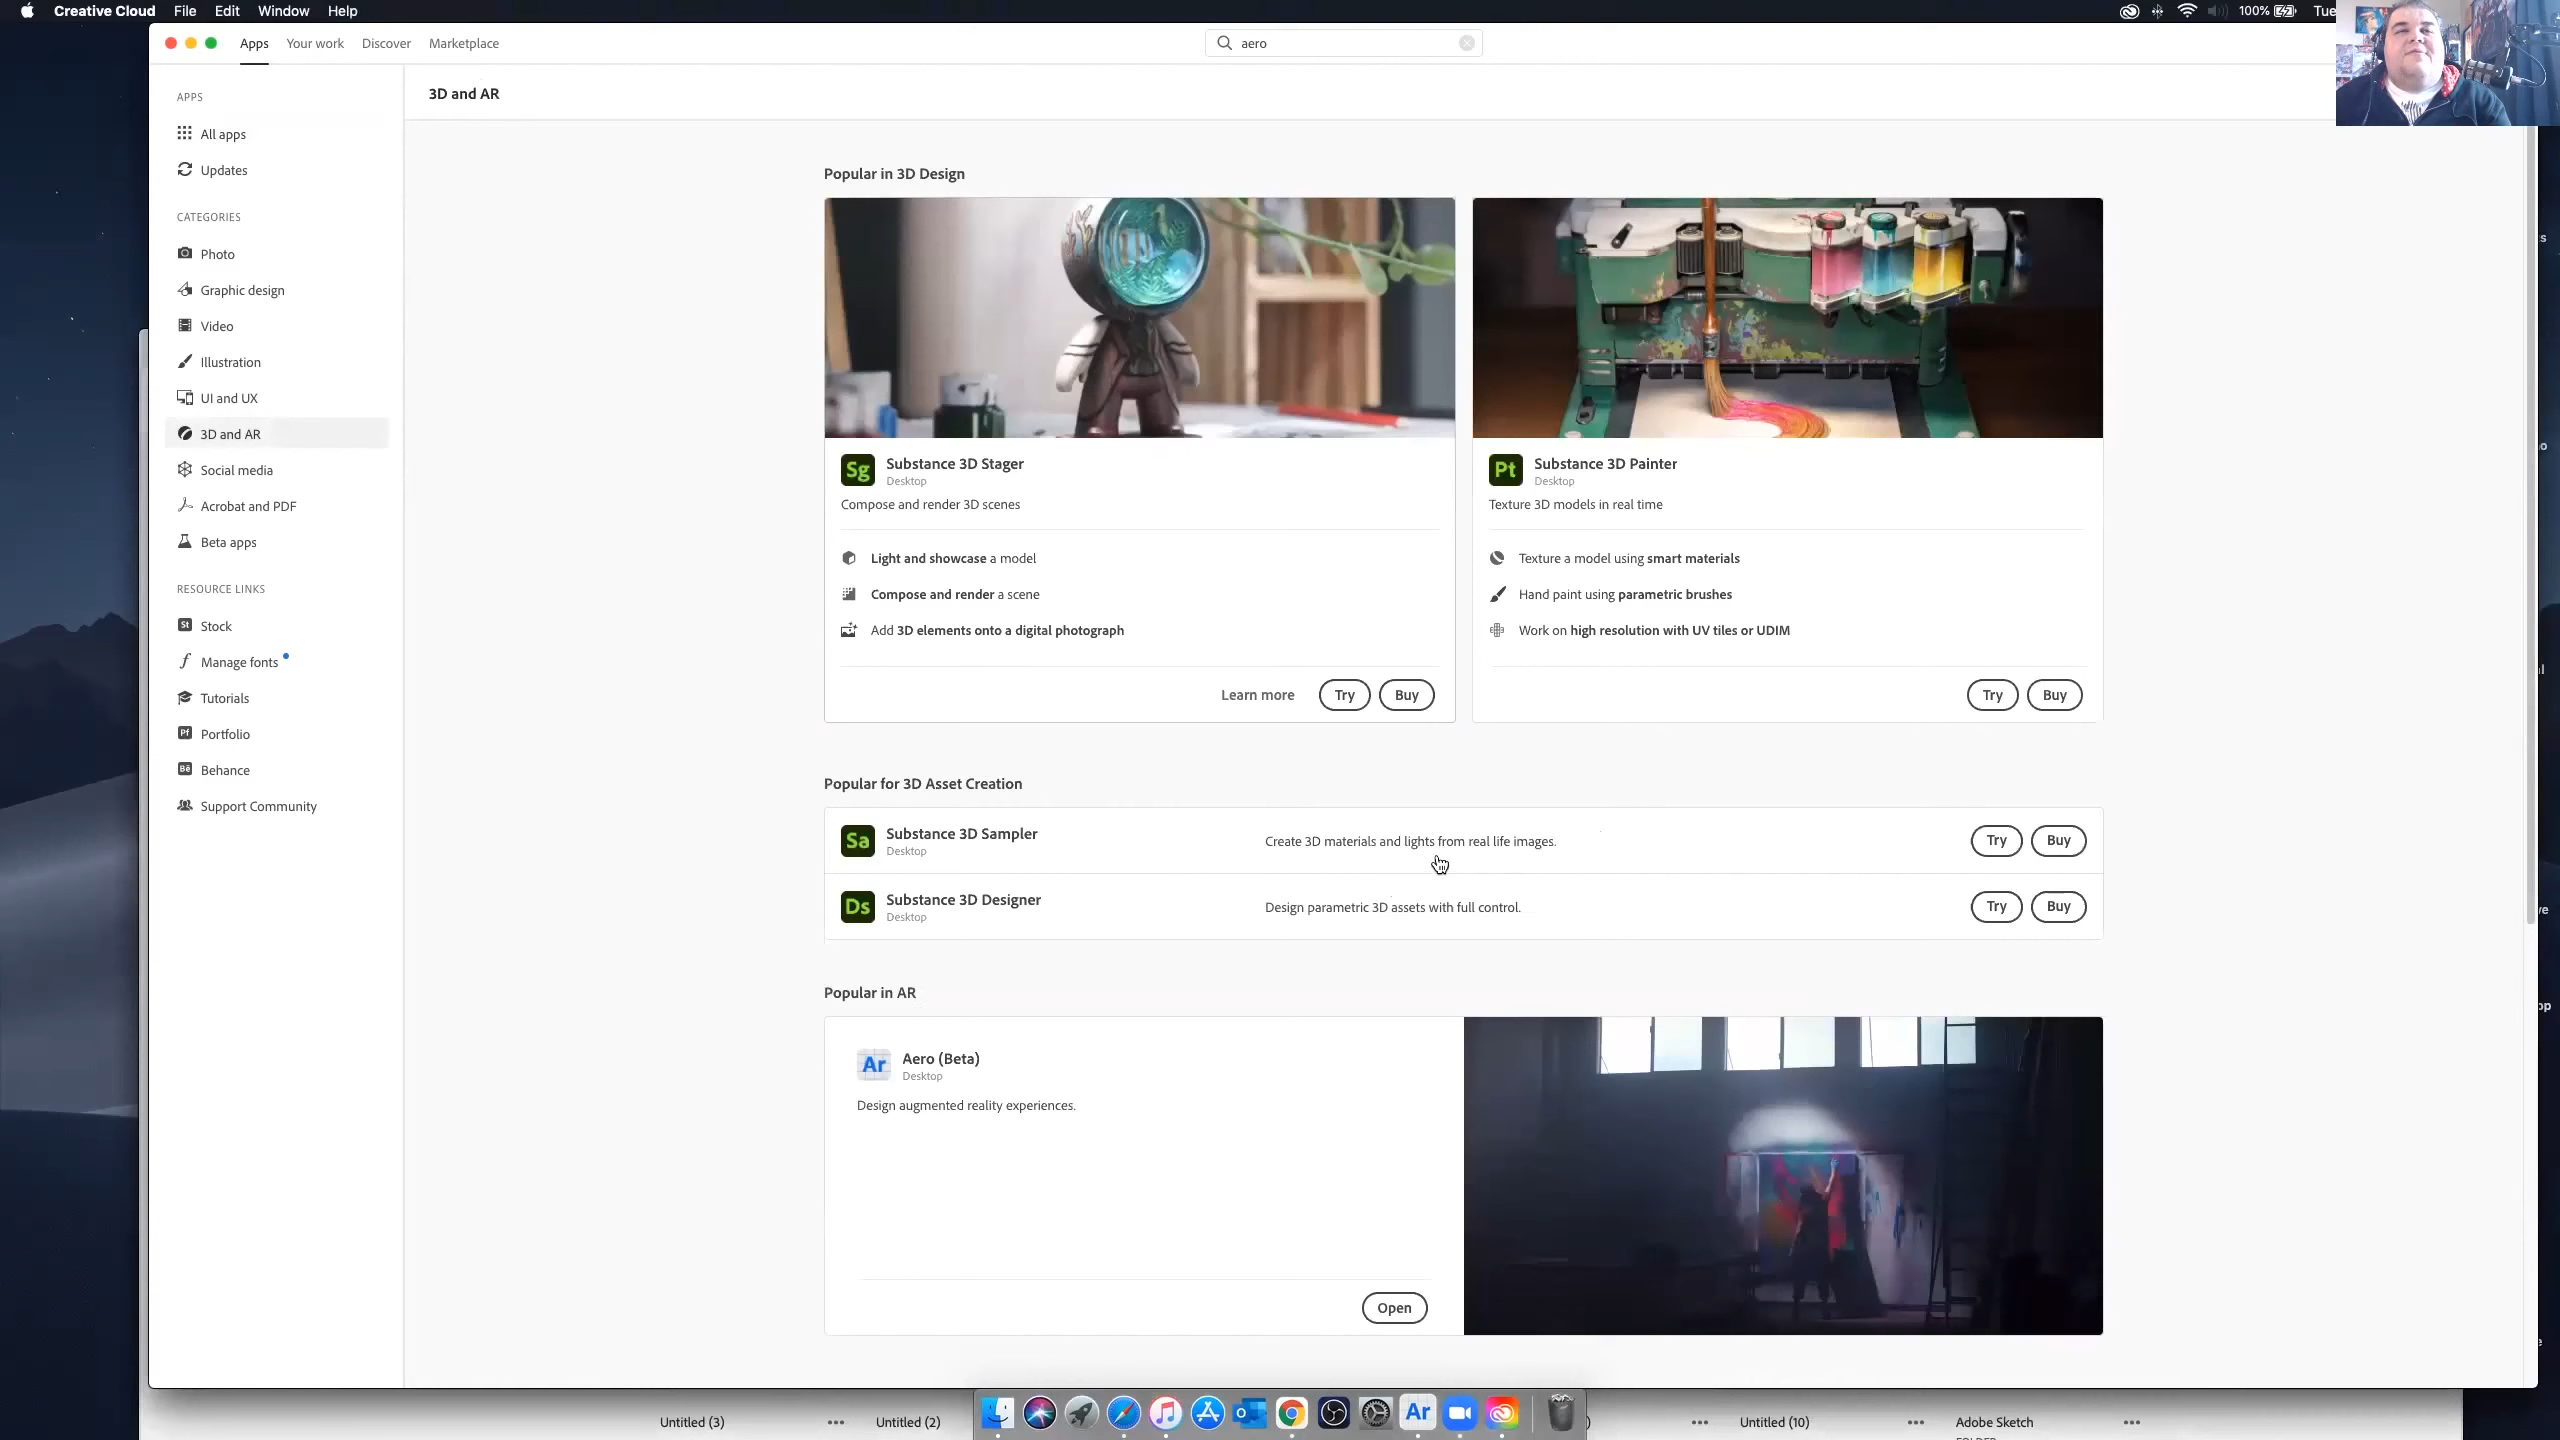 Creative Cloud File Edit Window Help
100% Tue
Apps Your work Discover Marketplace
aero
APPS
All apps
Updates
CATEGORIES
Photo
Graphic design
Video
Illustration
UI and UX
3D and AR
Social media
Acrobat and PDF
Beta apps
RESOURCE LINKS
St Stock
Manage fonts
Tutorials
Pf Portfolio
Bē Behance
Support Community
3D and AR
Popular in 3D Design
Sg Substance 3D Stager
Desktop
Compose and render 3D scenes
Light and showcase a model
Compose and render a scene
Add 3D elements onto a digital photograph
Learn more Try Buy
Pt Substance 3D Painter
Desktop
Texture 3D models in real time
Texture a model using smart materials
Hand paint using parametric brushes
Work on high resolution with UV tiles or UDIM
Try Buy
Popular for 3D Asset Creation
Sa Substance 3D Sampler
Desktop
Create 3D materials and lights from real life images.
Try Buy
Ds Substance 3D Designer
Desktop
Design parametric 3D assets with full control.
Try Buy
Popular in AR
Ar Aero (Beta)
Desktop
Design augmented reality experiences.
Open
Ar
Untitled (3) ••• Untitled (2) ••• Untitled (10) ••• Adobe Sketch •••